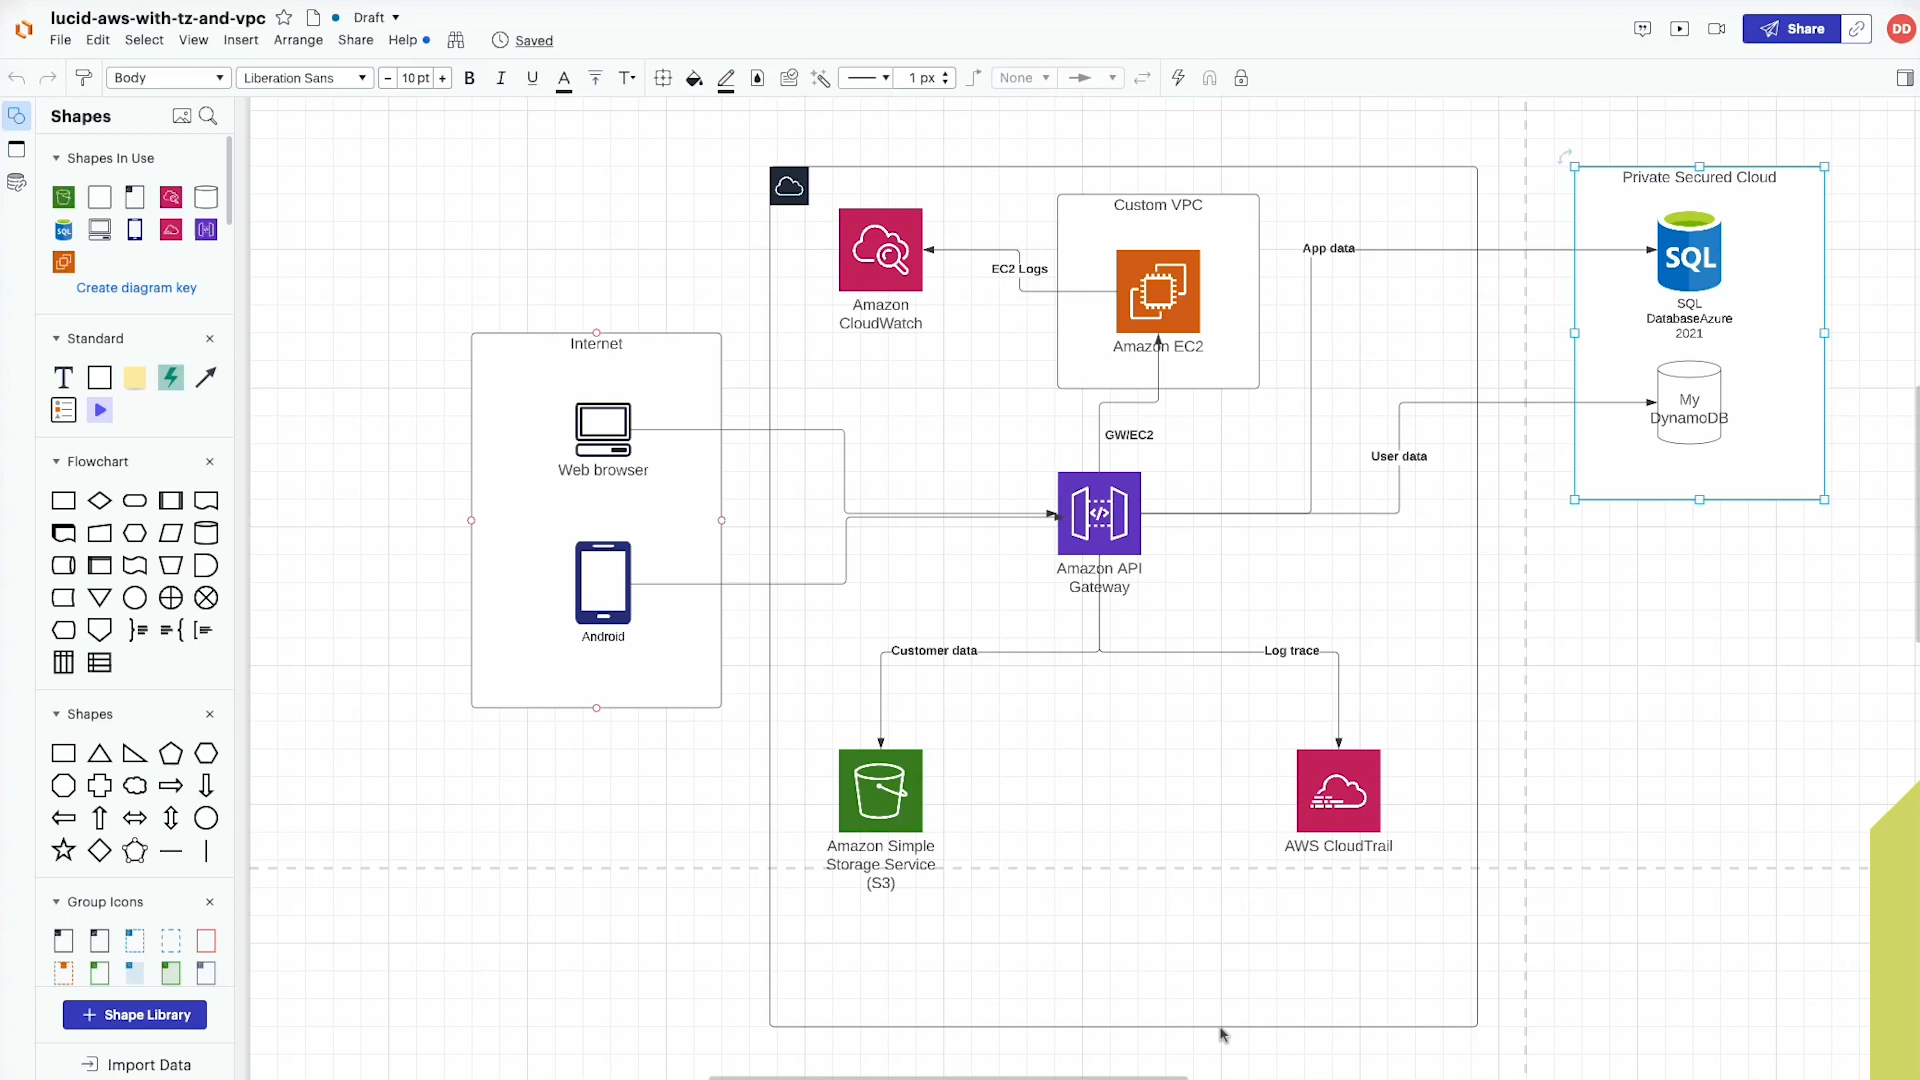 lucid-aws-with-tz-and-vpc
Draft
File Edit Select View Insert Arrange Share Help
Saved
Share
DD
Body
Liberation Sans
− 10 pt +
B I U A T
1 px
None
Shapes
Shapes In Use
SQL
Create diagram key
Standard
T
Flowchart
Shapes
Group Icons
+ Shape Library
Import Data
Internet
Web browser
Android
Amazon
CloudWatch
EC2 Logs
Custom VPC
Amazon EC2
GW/EC2
Amazon API
Gateway
App data
User data
Customer data
Log trace
Amazon Simple
Storage Service
(S3)
AWS CloudTrail
Private Secured Cloud
SQL
SQL
DatabaseAzure
2021
My
DynamoDB